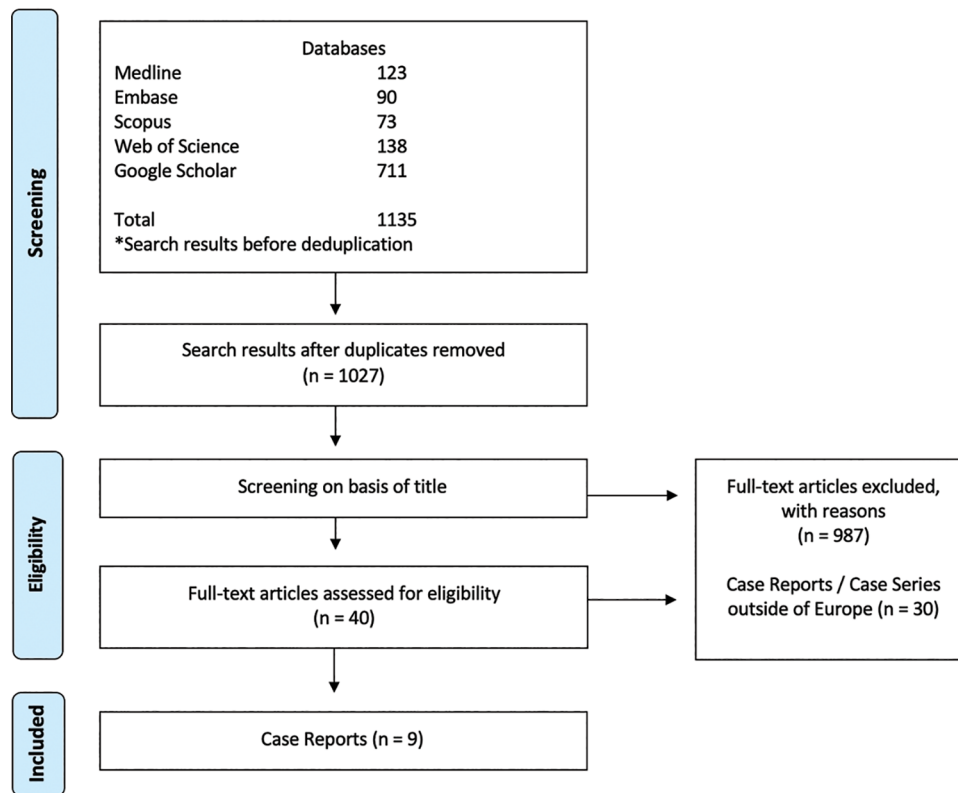 Screening
Databases
Medline 123
Embase 90
Scopus 73
Web of Science 138
Google Scholar 711
Total 1135
*Search results before deduplication
Search results after duplicates removed
(n = 1027)
Eligibility
Screening on basis of title
Full-text articles excluded,
with reasons
(n = 987)
Case Reports / Case Series
outside of Europe (n = 30)
Full-text articles assessed for eligibility
(n = 40)
Included
Case Reports (n = 9)